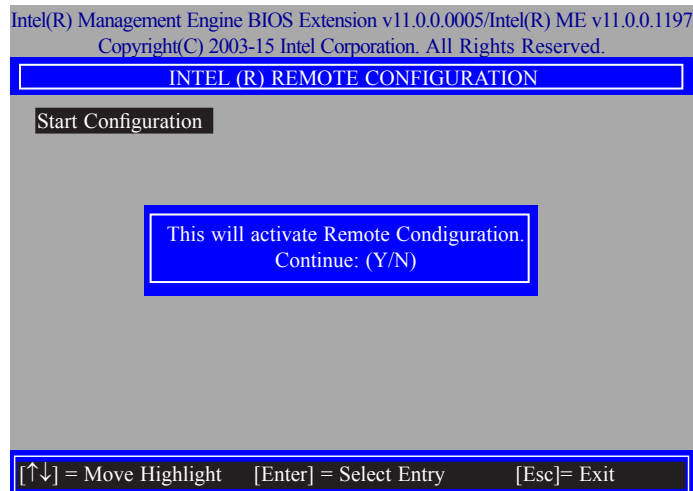 Intel(R) Management Engine BIOS Extension v11.0.0.0005/Intel(R) ME v11.0.0.1197
Copyright(C) 2003-15 Intel Corporation. All Rights Reserved.
INTEL (R) REMOTE CONFIGURATION
Start Configuration
This will activate Remote Condiguration.
Continue: (Y/N)
[↑↓] = Move Highlight [Enter] = Select Entry [Esc]= Exit